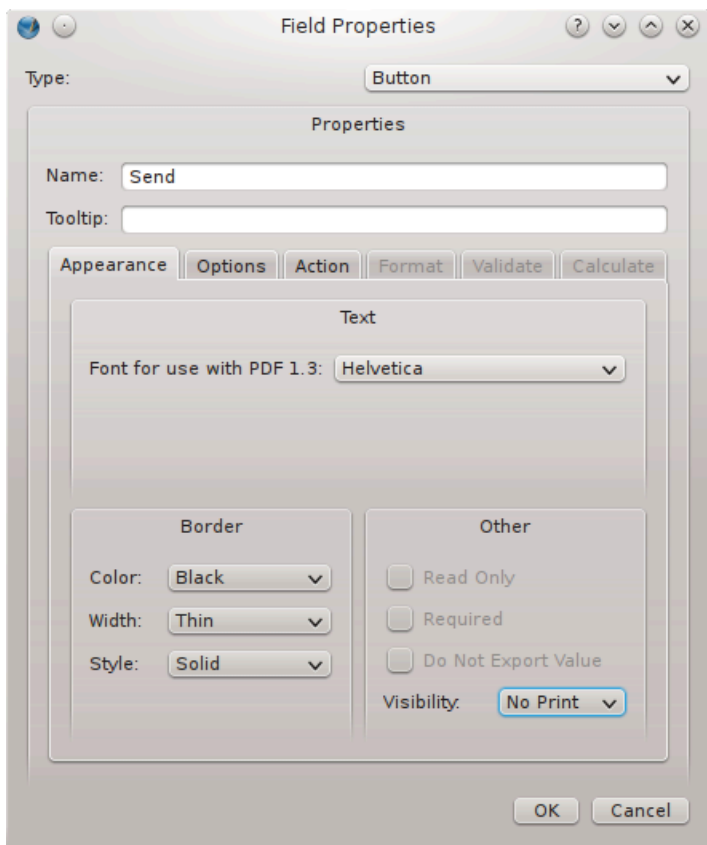 Field Properties
Type: Button
Properties
Name: Send
Tooltip:
Appearance Options Action Format Validate Calculate
Text
Font for use with PDF 1.3: Helvetica
Border
Color: Black
Width: Thin
Style: Solid
Other
Read Only
Required
Do Not Export Value
Visibility: No Print
OK Cancel